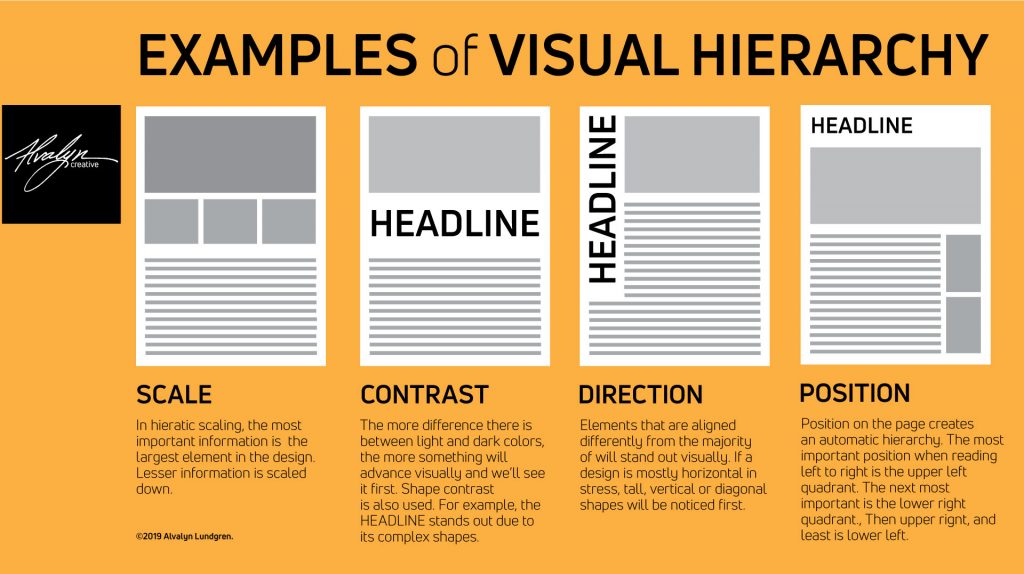 EXAMPLES of VISUAL HIERARCHY
Alvalyn
creative
HEADLINE
HEADLINE
HEADLINE
SCALE
In hieratic scaling, the most
important information is the
largest element in the design.
Lesser information is scaled
down.
©2019 Alvalyn Lundgren.
CONTRAST
The more difference there is
between light and dark colors,
the more something will
advance visually and we'll see
it first. Shape contrast
is also used. For example, the
HEADLINE stands out due to
its complex shapes.
DIRECTION
Elements that are aligned
differently from the majority
of will stand out visually. If a
design is mostly horizontal in
stress, tall, vertical or diagonal
shapes will be noticed first.
POSITION
Position on the page creates
an automatic hierarchy. The most
important position when reading
left to right is the upper left
quadrant. The next most
important is the lower right
quadrant., Then upper rignt, and
least is lower left.